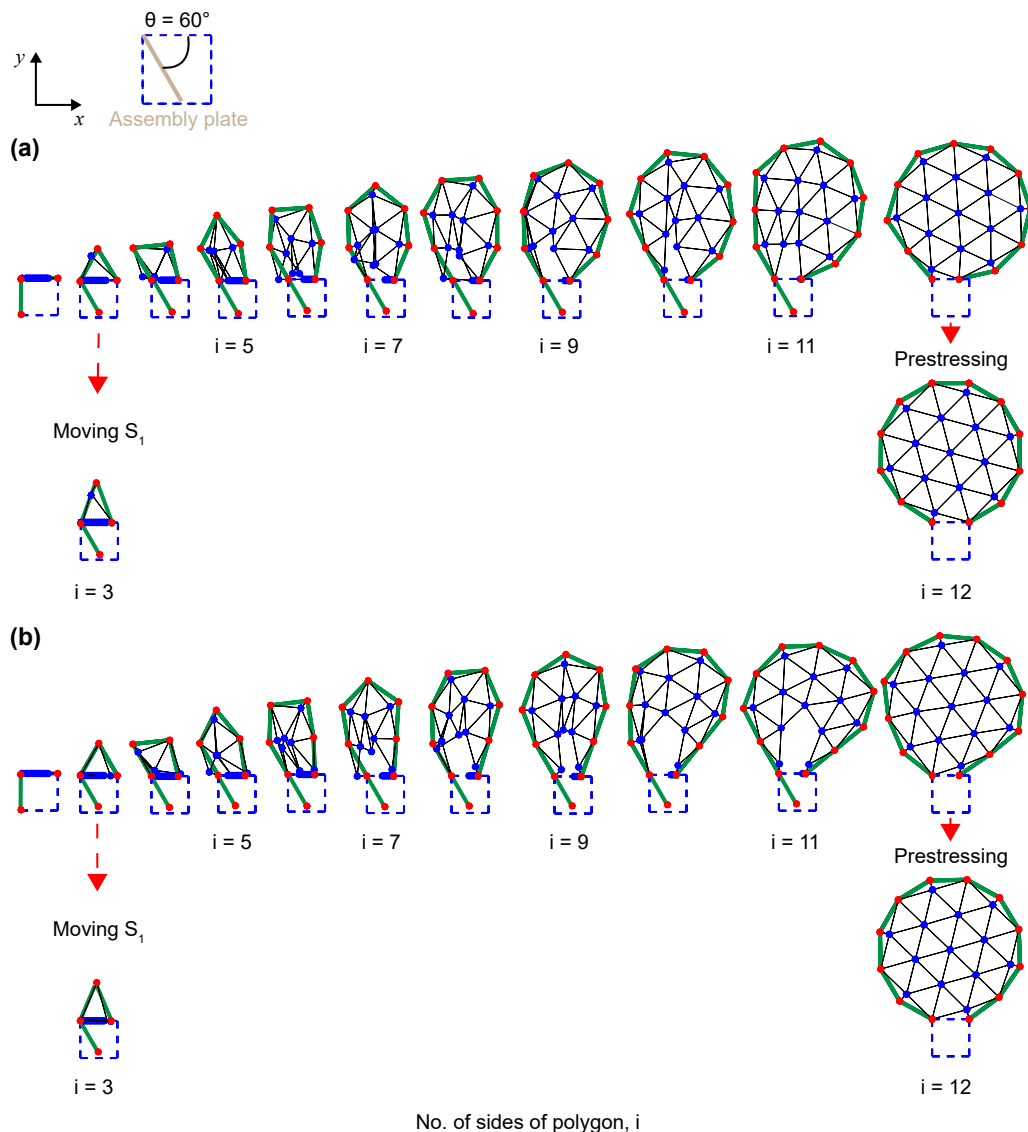 θ = 60°
y
x
Assembly plate
(a)
i = 5
i = 7
i = 9
i = 11
Prestressing
Moving S₁
i = 3
i = 12
(b)
i = 5
i = 7
i = 9
i = 11
Prestressing
Moving S₁
i = 3
i = 12
No. of sides of polygon, i